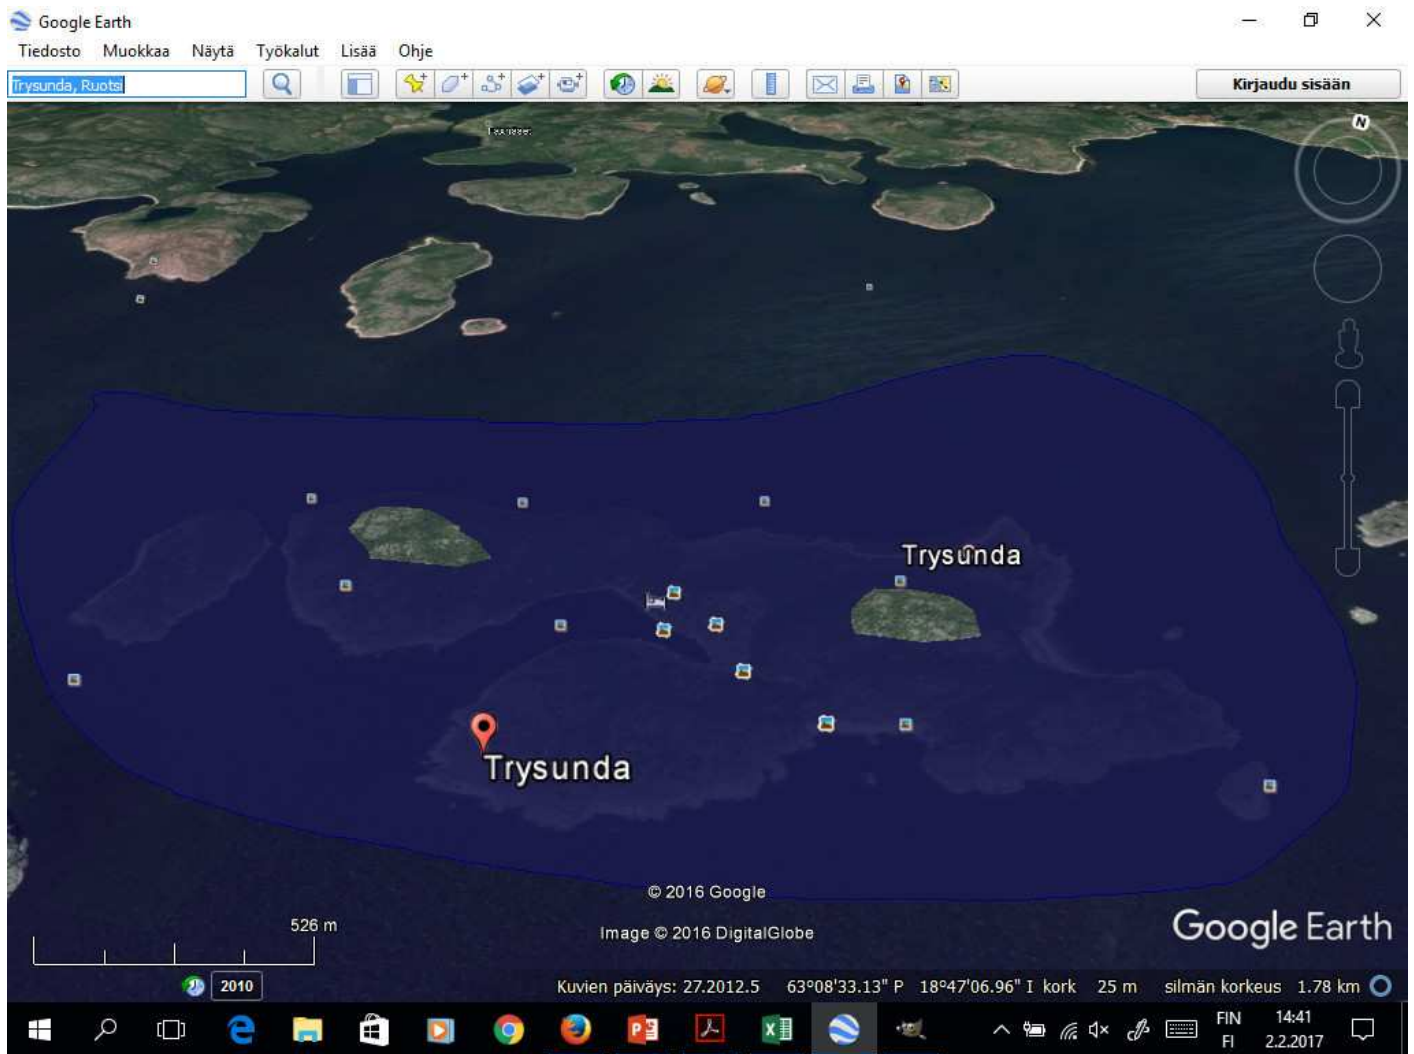 Google Earth
Tiedosto Muokkaa Näytä Työkalut Lisää Ohje
Trysunda, Ruotsi
Kirjaudu sisään
N
Trysunda
Trysunda
© 2016 Google
526 m
Image © 2016 DigitalGlobe
Google Earth
2010
Kuvien päiväys: 27.2012.5 63°08'33.13" P 18°47'06.96" I kork 25 m silmän korkeus 1.78 km
FIN 14:41
FI 2.2.2017